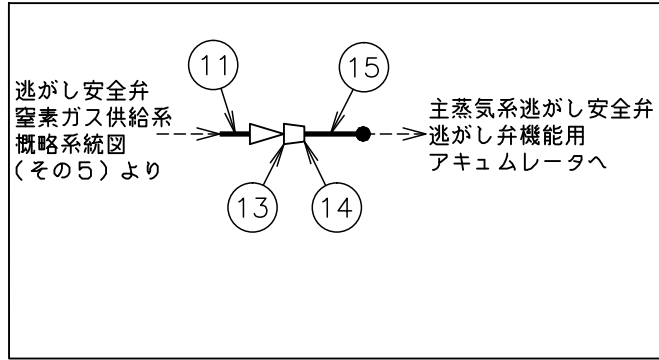 11
15
逃がし安全弁
窒素ガス供給系
概略系統図
(その5)より
主蒸気系逃がし安全弁
逃がし弁機能用
アキュムレータへ
13
14